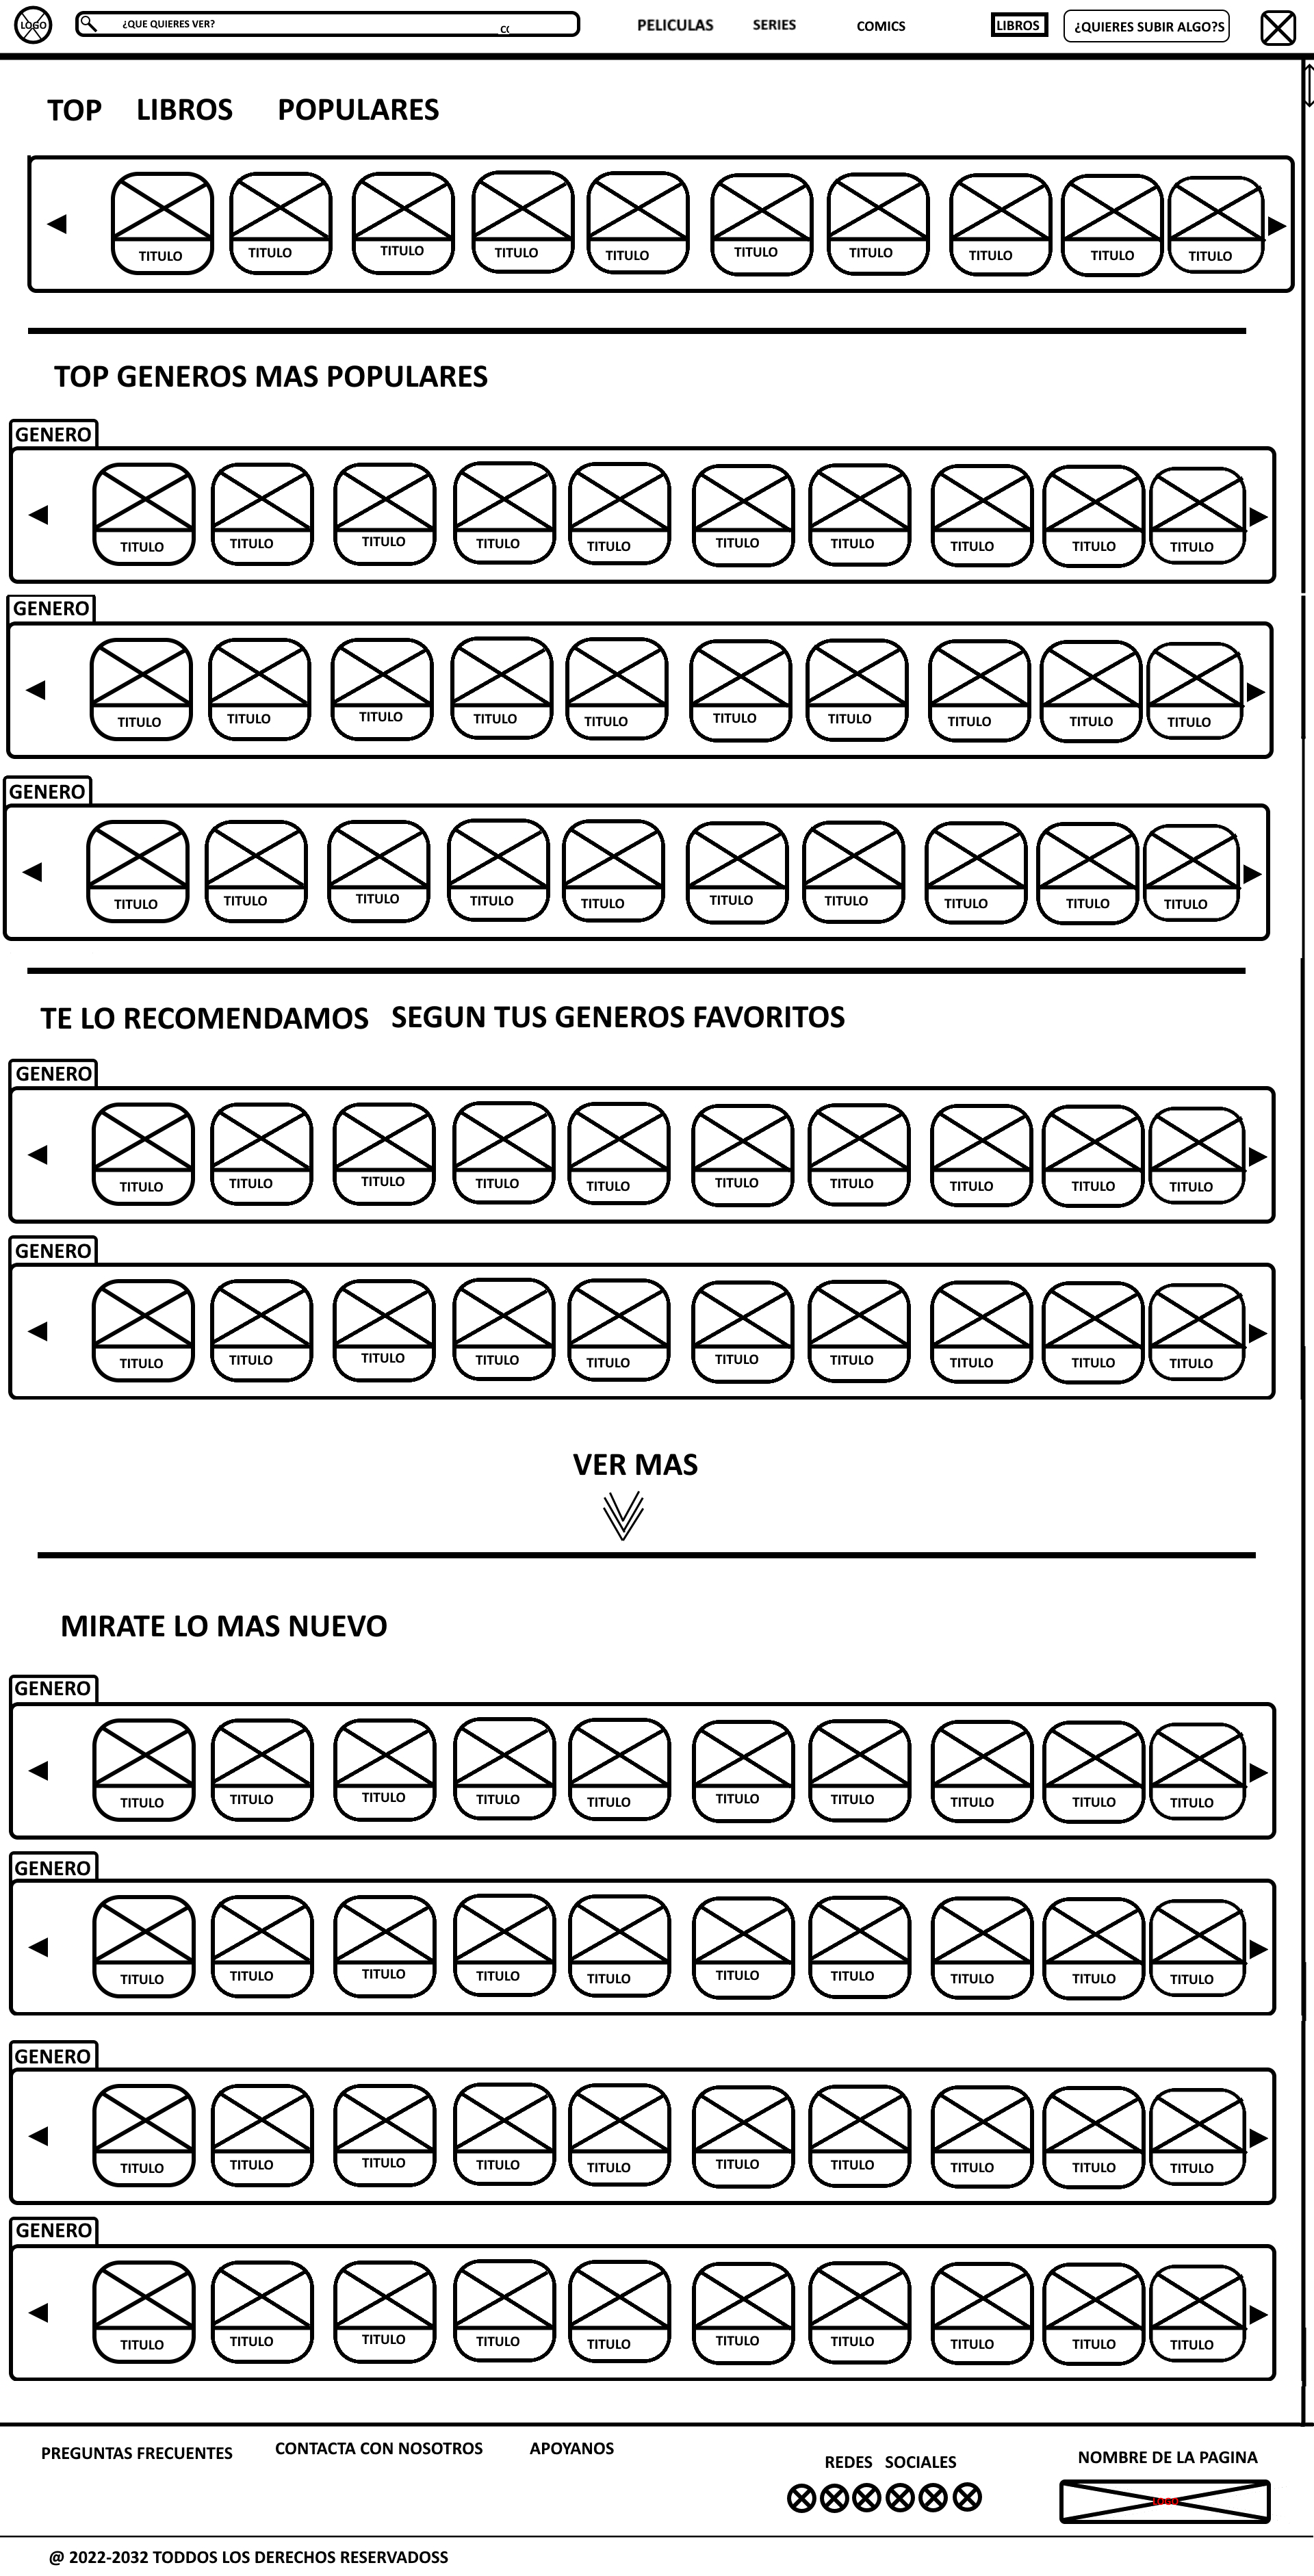 LOGO ¿QUE QUIERES VER? PELICULAS SERIES COMICS LIBROS ¿QUIERES SUBIR ALGO?S
TOP LIBROS POPULARES
TITULO TITULO TITULO TITULO TITULO TITULO TITULO TITULO TITULO TITULO
TOP GENEROS MAS POPULARES
GENERO
TITULO TITULO TITULO TITULO TITULO TITULO TITULO TITULO TITULO TITULO
GENERO
TITULO TITULO TITULO TITULO TITULO TITULO TITULO TITULO TITULO TITULO
GENERO
TITULO TITULO TITULO TITULO TITULO TITULO TITULO TITULO TITULO TITULO
TE LO RECOMENDAMOS SEGUN TUS GENEROS FAVORITOS
GENERO
TITULO TITULO TITULO TITULO TITULO TITULO TITULO TITULO TITULO TITULO
GENERO
TITULO TITULO TITULO TITULO TITULO TITULO TITULO TITULO TITULO TITULO
VER MAS
MIRATE LO MAS NUEVO
GENERO
TITULO TITULO TITULO TITULO TITULO TITULO TITULO TITULO TITULO TITULO
GENERO
TITULO TITULO TITULO TITULO TITULO TITULO TITULO TITULO TITULO TITULO
GENERO
TITULO TITULO TITULO TITULO TITULO TITULO TITULO TITULO TITULO TITULO
GENERO
TITULO TITULO TITULO TITULO TITULO TITULO TITULO TITULO TITULO TITULO
PREGUNTAS FRECUENTES CONTACTA CON NOSOTROS APOYANOS
REDES SOCIALES NOMBRE DE LA PAGINA
LOGO
@ 2022-2032 TODDOS LOS DERECHOS RESERVADOSS